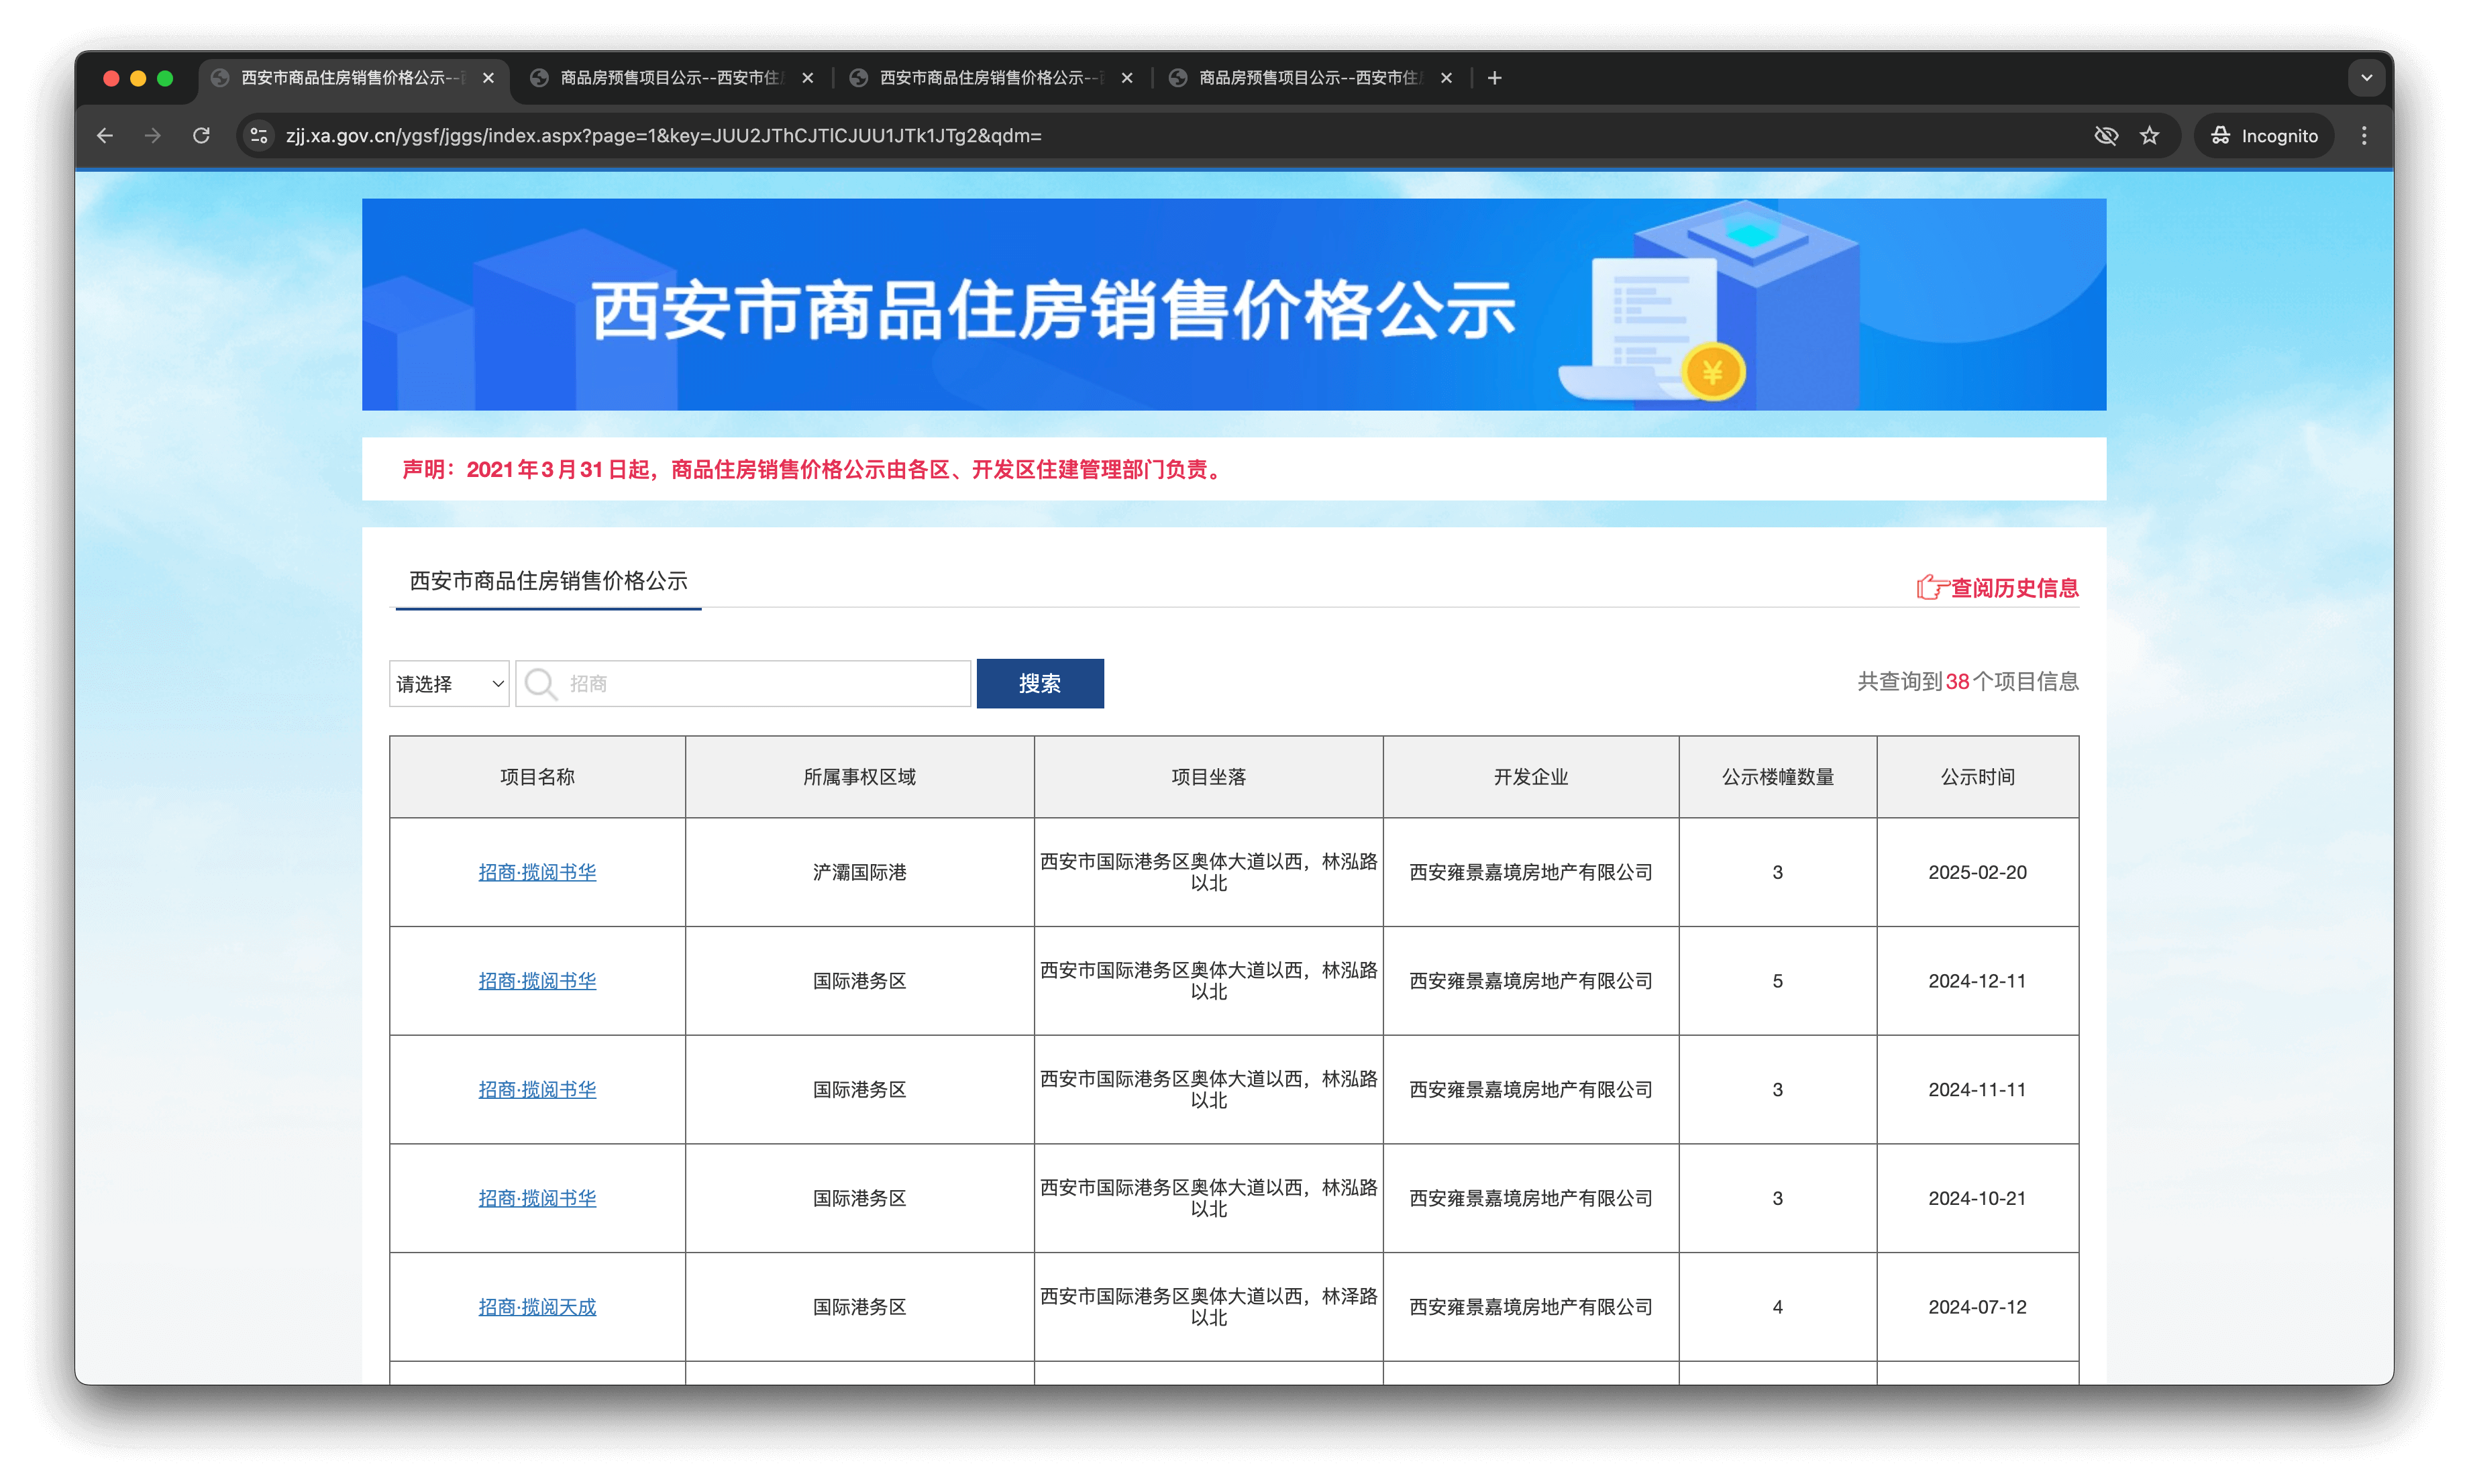 西安市商品住房销售价格公示--
商品房预售项目公示--西安市住
西安市商品住房销售价格公示--
商品房预售项目公示--西安市住
zjj.xa.gov.cn/ygsf/jggs/index.aspx?page=1&key=JUU2JThCJTlCJUU1JTk1JTg2&qdm=
Incognito
西安市商品住房销售价格公示
¥
声明：2021年3月31日起，商品住房销售价格公示由各区、开发区住建管理部门负责。
西安市商品住房销售价格公示
查阅历史信息
请选择
招商
搜索
共查询到38个项目信息
项目名称 所属事权区域 项目坐落 开发企业 公示楼幢数量 公示时间
招商·揽阅书华 浐灞国际港 西安市国际港务区奥体大道以西，林泓路以北 西安雍景嘉境房地产有限公司 3 2025-02-20
招商·揽阅书华 国际港务区 西安市国际港务区奥体大道以西，林泓路以北 西安雍景嘉境房地产有限公司 5 2024-12-11
招商·揽阅书华 国际港务区 西安市国际港务区奥体大道以西，林泓路以北 西安雍景嘉境房地产有限公司 3 2024-11-11
招商·揽阅书华 国际港务区 西安市国际港务区奥体大道以西，林泓路以北 西安雍景嘉境房地产有限公司 3 2024-10-21
招商·揽阅天成 国际港务区 西安市国际港务区奥体大道以西，林泽路以北 西安雍景嘉境房地产有限公司 4 2024-07-12